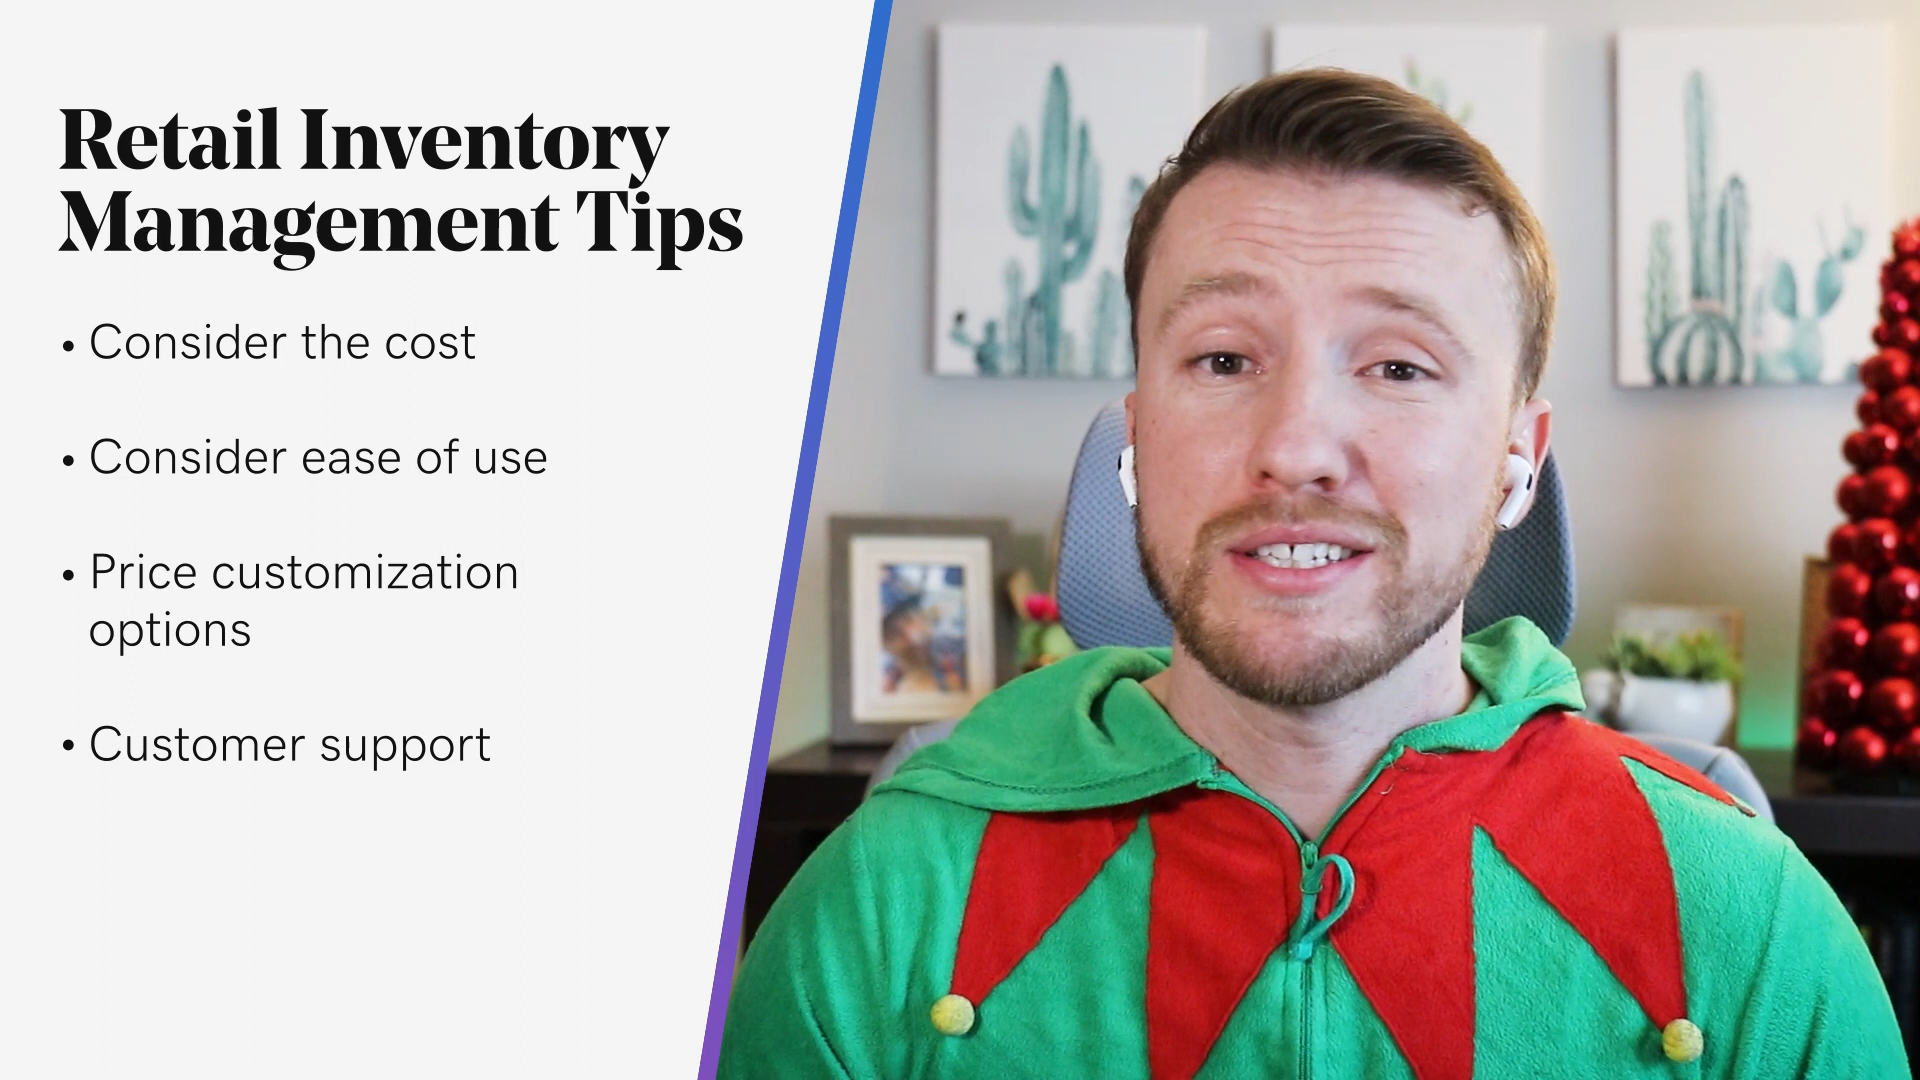 Retail Inventory
Management Tips
• Consider the cost
• Consider ease of use
• Price customization
options
• Customer support